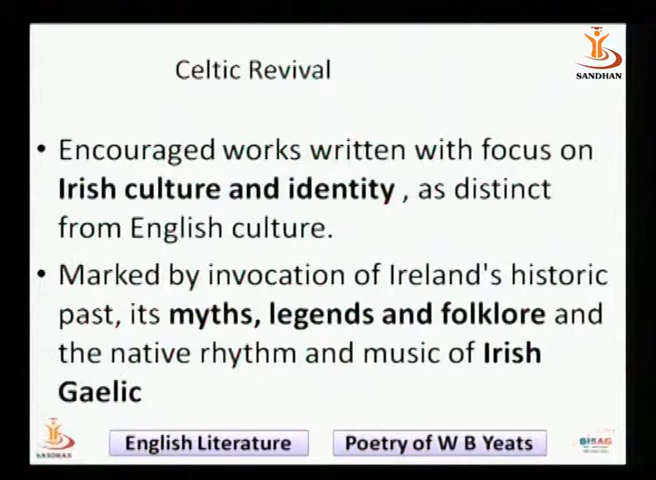 Celtic Revival
SANDHAN
• Encouraged works written with focus on
Irish culture and identity , as distinct
from English culture.
• Marked by invocation of Ireland's historic
past, its myths, legends and folklore and
the native rhythm and music of Irish
Gaelic
SANDHAN
English Literature
Poetry of W B Yeats
BISAG